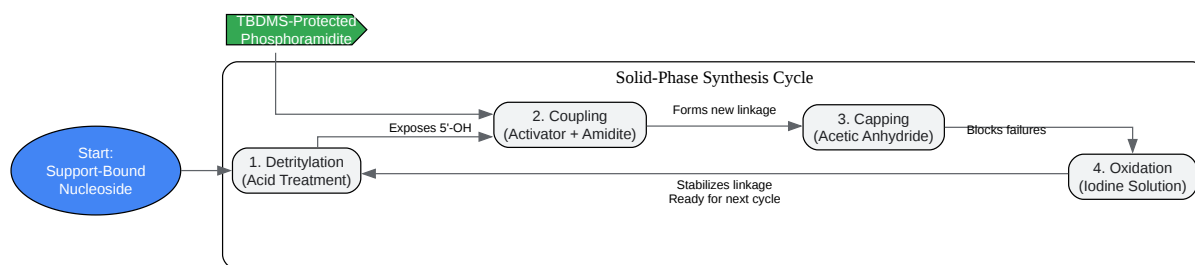 TBDMS-Protected
Phosphoramidite
Solid-Phase Synthesis Cycle
Start:
Support-Bound
Nucleoside
1. Detritylation
(Acid Treatment)
Exposes 5'-OH
2. Coupling
(Activator + Amidite)
Forms new linkage
3. Capping
(Acetic Anhydride)
Blocks failures
4. Oxidation
(Iodine Solution)
Stabilizes linkage
Ready for next cycle